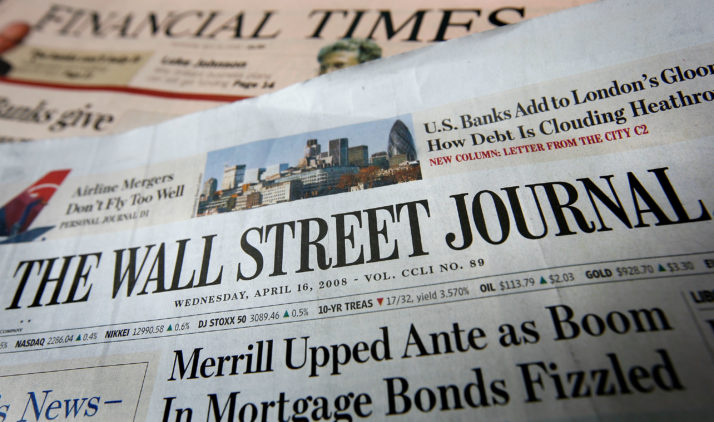 FINANCIAL TIMES
Luke Johnson
Page 14
Banks give
Airline Mergers
Don't Fly Too Well
PERSONAL JOURNAL D1
U.S. Banks Add to London's Gloom
How Debt Is Clouding Heathro
NEW COLUMN: LETTER FROM THE CITY C2
THE WALL STREET JOURNAL
WEDNESDAY, APRIL 16, 2008 - VOL. CCLI NO. 89
NASDAQ 2286.04 ▲ 0.4% NIKKEI 12990.58 ▲ 0.6% DJ STOXX 50 3089.46 ▲ 0.5% 10-YR TREAS ▼ 17/32, yield 3.570% OIL $113.79 ▲ $2.03 GOLD $928.70 ▲ $3.30
's News–
Merrill Upped Ante as Boom
In Mortgage Bonds Fizzled